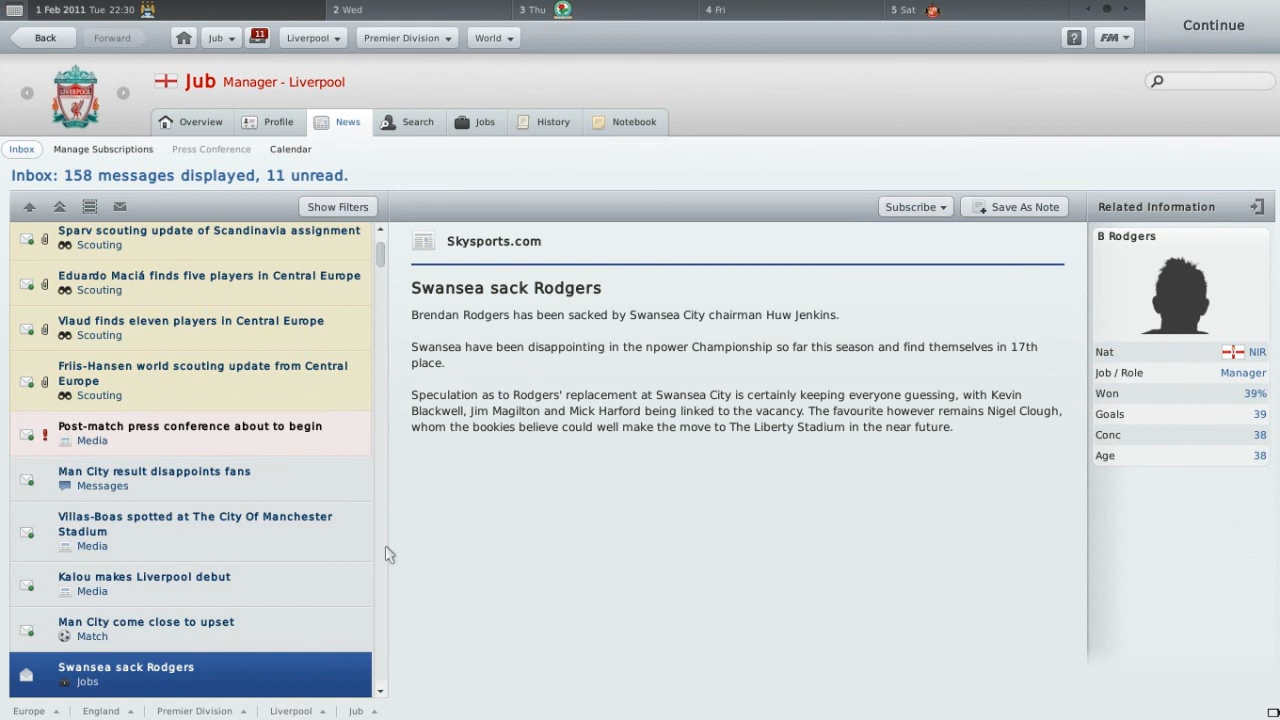 1 Feb 2011 Tue 22:30
2 Wed
3 Thu
4 Fri
5 Sat
Continue
Back
Forward
Jub
11
Liverpool
Premier Division
World
?
FM
Jub Manager - Liverpool
Overview
Profile
News
Search
Jobs
History
Notebook
Inbox
Manage Subscriptions
Press Conference
Calendar
Inbox: 158 messages displayed, 11 unread.
Show Filters
Subscribe
Save As Note
Related Information
Sparv scouting update of Scandinavia assignment
Scouting
Eduardo Maciá finds five players in Central Europe
Scouting
Viaud finds eleven players in Central Europe
Scouting
Friis-Hansen world scouting update from Central
Europe
Scouting
Post-match press conference about to begin
Media
Man City result disappoints fans
Messages
Villas-Boas spotted at The City Of Manchester
Stadium
Media
Kalou makes Liverpool debut
Media
Man City come close to upset
Match
Swansea sack Rodgers
Jobs
Skysports.com
Swansea sack Rodgers
Brendan Rodgers has been sacked by Swansea City chairman Huw Jenkins.
Swansea have been disappointing in the npower Championship so far this season and find themselves in 17th
place.
Speculation as to Rodgers' replacement at Swansea City is certainly keeping everyone guessing, with Kevin
Blackwell, Jim Magilton and Mick Harford being linked to the vacancy. The favourite however remains Nigel Clough,
whom the bookies believe could well make the move to The Liberty Stadium in the near future.
B Rodgers
Nat NIR
Job / Role Manager
Won 39%
Goals 39
Conc 38
Age 38
Europe
England
Premier Division
Liverpool
Jub